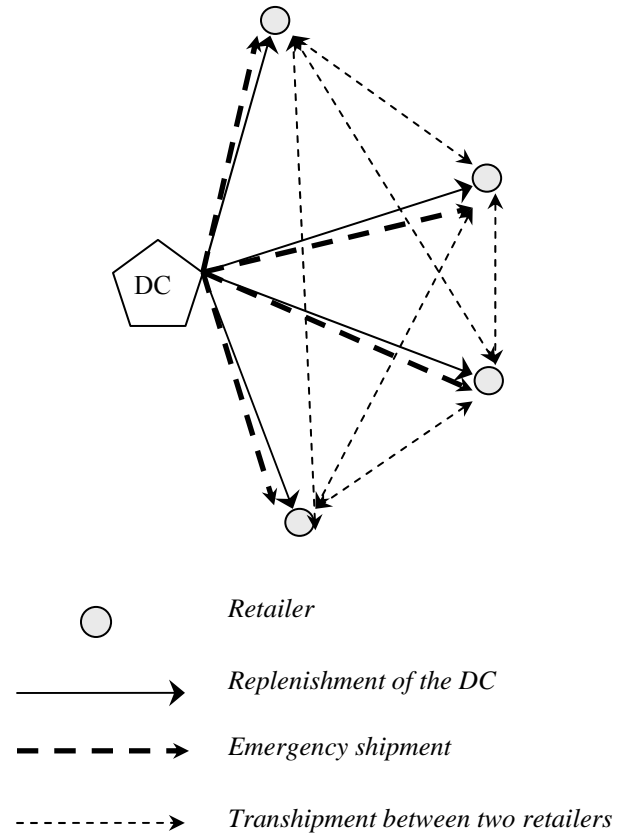 DC
Retailer
Replenishment of the DC
Emergency shipment
Transhipment between two retailers